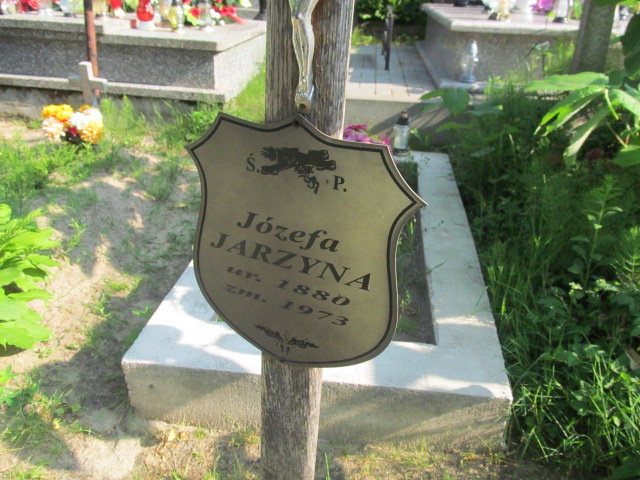 Ś. P.
Józefa
JARZYNA
ur. 1880
zm. 1973